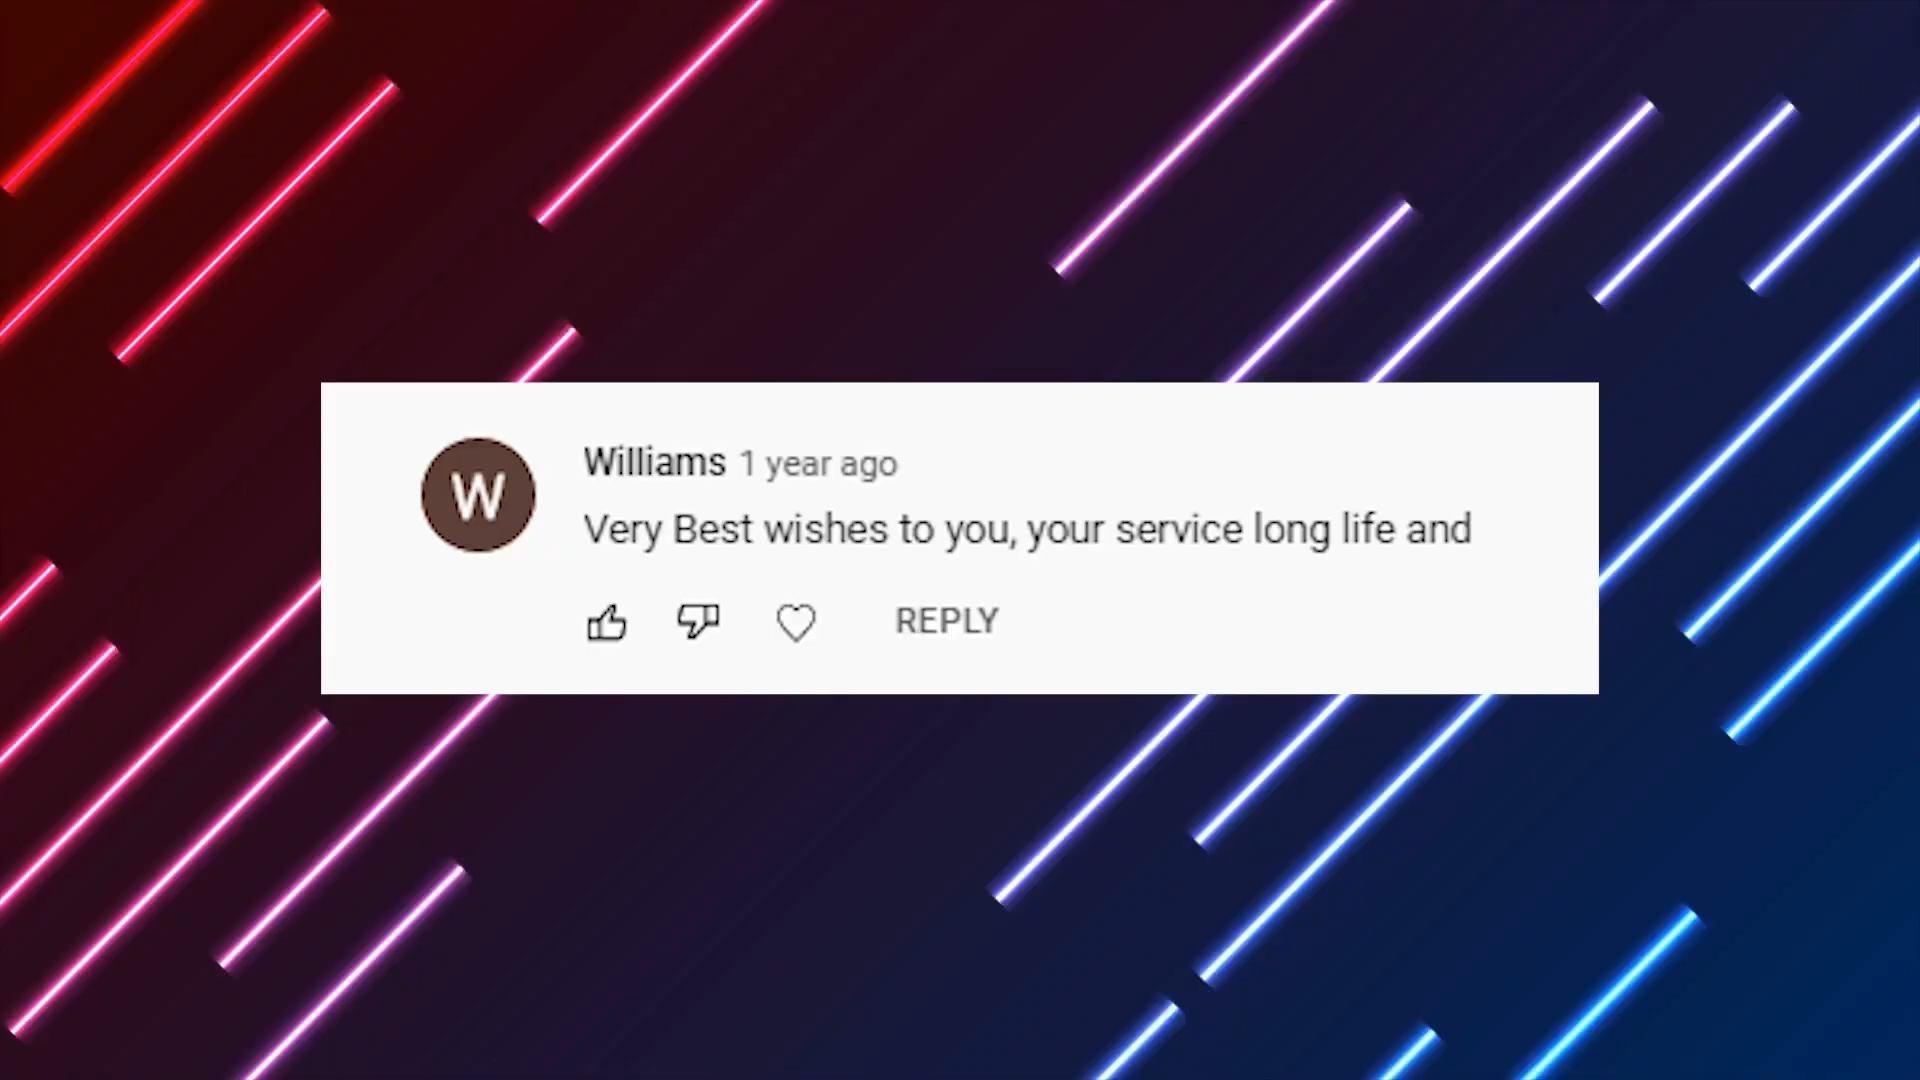 W
Williams 1 year ago
Very Best wishes to you, your service long life and
REPLY